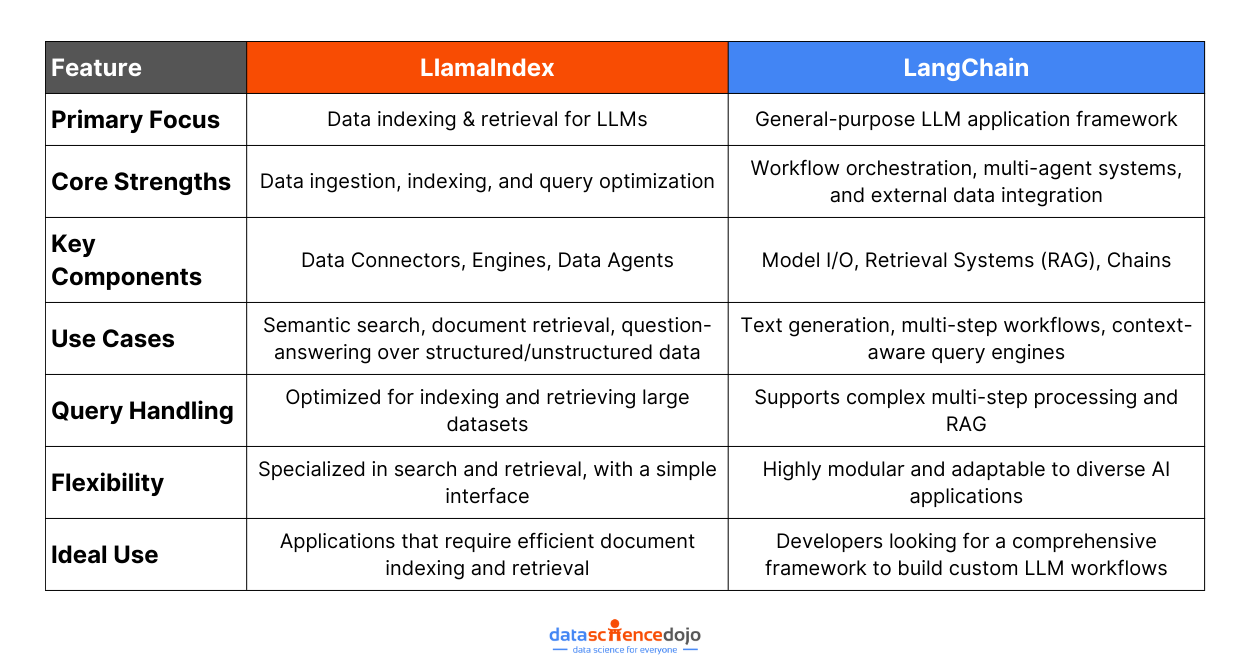 Feature LlamaIndex LangChain
Primary Focus Data indexing & retrieval for LLMs General-purpose LLM application framework
Core Strengths Data ingestion, indexing, and query optimization Workflow orchestration, multi-agent systems,
and external data integration
Key
Components Data Connectors, Engines, Data Agents Model I/O, Retrieval Systems (RAG), Chains
Use Cases Semantic search, document retrieval, question-
answering over structured/unstructured data Text generation, multi-step workflows, context-
aware query engines
Query Handling Optimized for indexing and retrieving large
datasets Supports complex multi-step processing and
RAG
Flexibility Specialized in search and retrieval, with a simple
interface Highly modular and adaptable to diverse AI
applications
Ideal Use Applications that require efficient document
indexing and retrieval Developers looking for a comprehensive
framework to build custom LLM workflows
datasciencedojo
data science for everyone